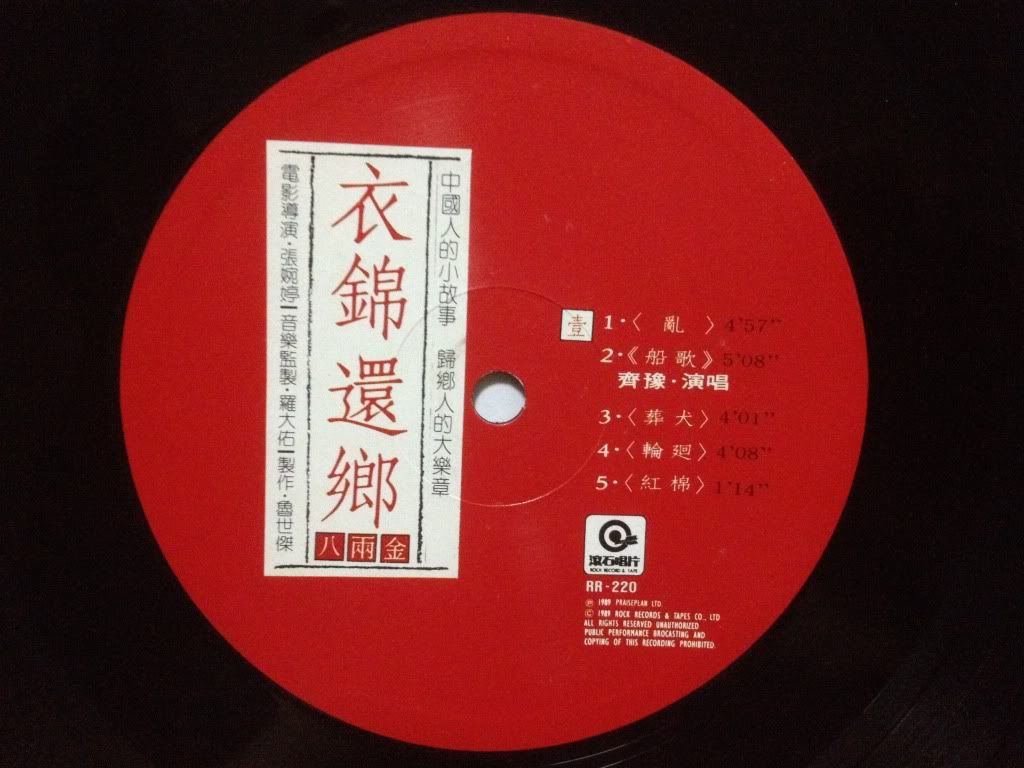 中國人的小故事 歸鄉人的大樂章
衣錦還鄉
八兩金
電影導演・張婉婷 音樂監製・羅大佑 製作・魯世傑
壹
1・〈亂〉4'57"
2・《船歌》5'08"
齊豫・演唱
3・〈葬犬〉4'01"
4・〈輪廻〉4'08"
5・〈紅棉〉1'14"
滾石唱片
ROCK RECORD & TAPE
RR-220
℗ 1989 PRAISEPLAN LTD.
© 1989 ROCK RECORDS & TAPES CO., LTD
ALL RIGHTS RESERVED UNAUTHORIZED
PUBLIC PERFORMANCE BROCASTING AND
COPYING OF THIS RECORDING PROHIBITED.